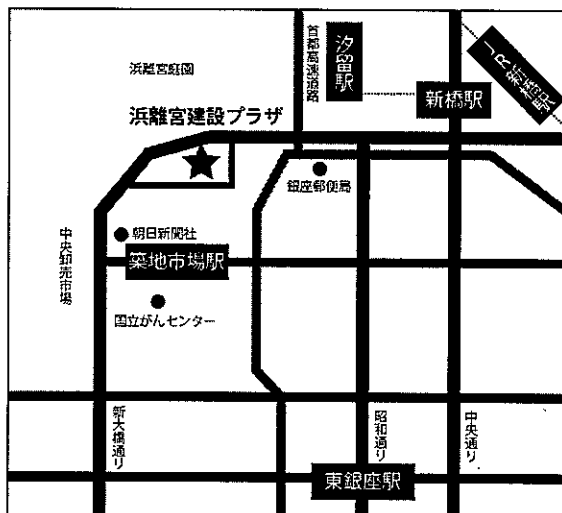 浜離宮庭園
首都高速道路
汐留駅
JR新橋駅
新橋駅
浜離宮建設プラザ
銀座郵便局
朝日新聞社
中央卸売市場
築地市場駅
国立がんセンター
新大橋通り
昭和通り
中央通り
東銀座駅